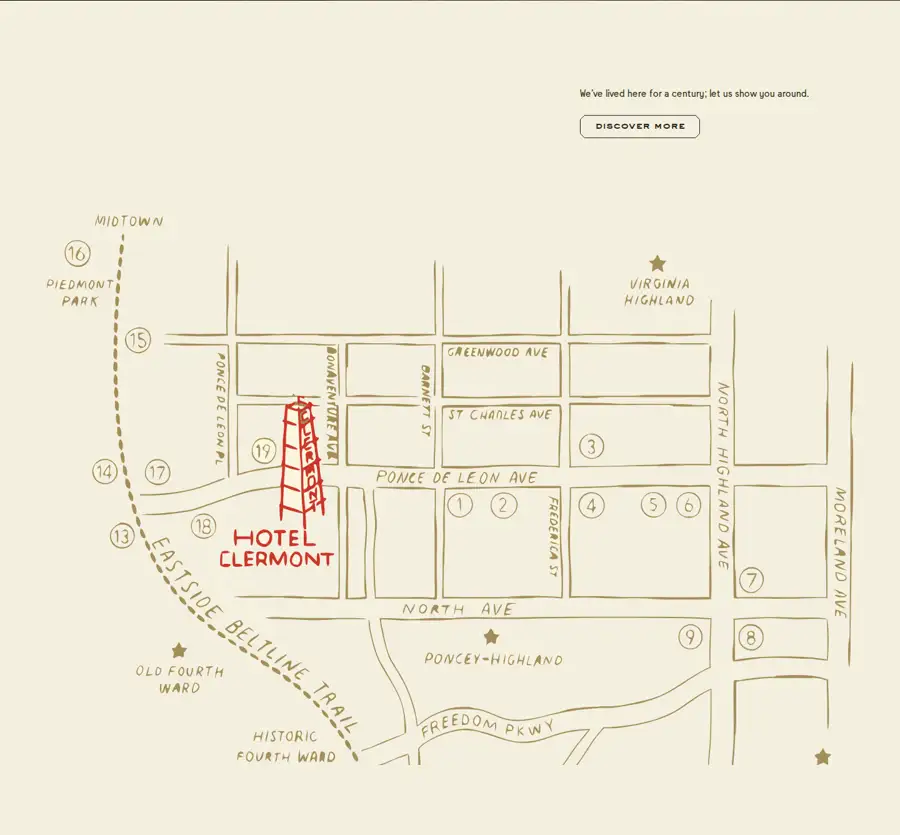 We've lived here for a century; let us show you around.
DISCOVER MORE
MIDTOWN
16
PIEDMONT
PARK
VIRGINIA
HIGHLAND
15
GREENWOOD AVE
PONCE DE LEON PL
BONAVENTURE AVE
BARNETT ST
ST CHARLES AVE
NORTH HIGHLAND AVE
CLERMONT
19
3
14
17
PONCE DE LEON AVE
1
2
FREDERICA ST
4
5
6
MORELAND AVE
18
13
HOTEL
CLERMONT
EASTSIDE BELTLINE TRAIL
7
NORTH AVE
9
8
PONCEY-HIGHLAND
OLD FOURTH
WARD
FREEDOM PKWY
HISTORIC
FOURTH WARD